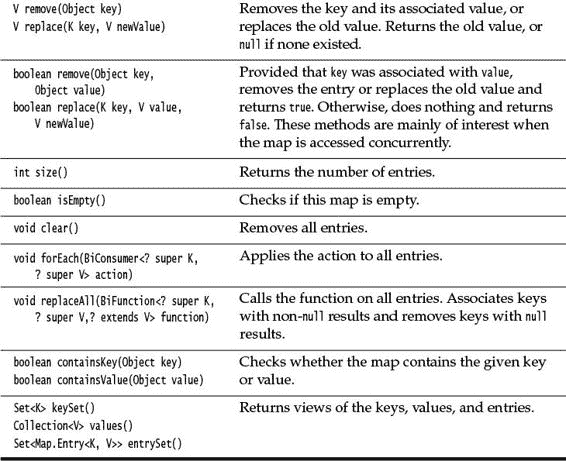 V remove(Object key)
V replace(K key, V newValue)
Removes the key and its associated value, or
replaces the old value. Returns the old value, or
null if none existed.
boolean remove(Object key,
Object value)
boolean replace(K key, V value,
V newValue)
Provided that key was associated with value,
removes the entry or replaces the old value and
returns true. Otherwise, does nothing and returns
false. These methods are mainly of interest when
the map is accessed concurrently.
int size()
Returns the number of entries.
boolean isEmpty()
Checks if this map is empty.
void clear()
Removes all entries.
void forEach(BiConsumer<? super K,
? super V> action)
Applies the action to all entries.
void replaceAll(BiFunction<? super K,
? super V,? extends V> function)
Calls the function on all entries. Associates keys
with non-null results and removes keys with null
results.
boolean containsKey(Object key)
boolean containsValue(Object value)
Checks whether the map contains the given key
or value.
Set<K> keySet()
Collection<V> values()
Set<Map.Entry<K, V>> entrySet()
Returns views of the keys, values, and entries.